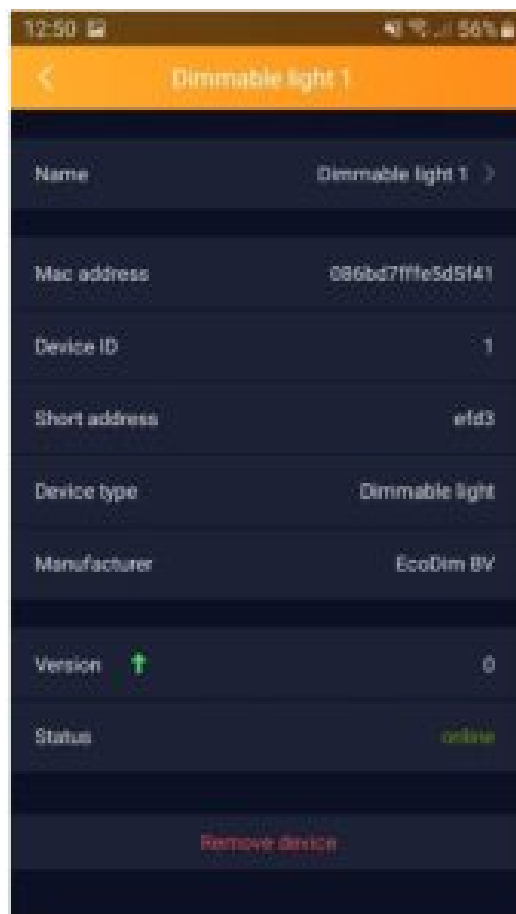 12:50 56%
Dimmable light 1
Name Dimmable light 1
Mac address 086bd7fffe5d5f41
Device ID 1
Short address efd3
Device type Dimmable light
Manufacturer EcoDim BV
Version 0
Status online
Remove device